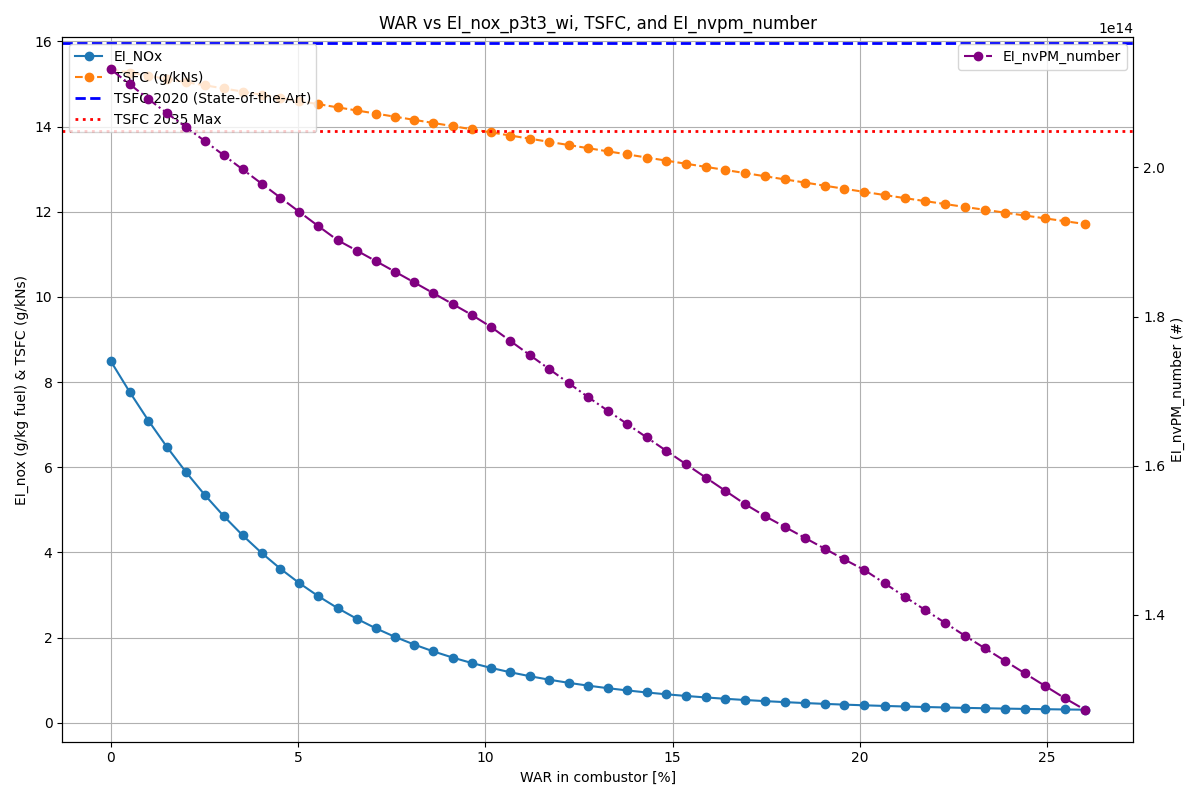 WAR vs EI_nox_p3t3_wi, TSFC, and EI_nvpm_number
1e14
EI_NOx
TSFC (g/kNs)
TSFC 2020 (State-of-the-Art)
TSFC 2035 Max
EI_nvPM_number
16
14
12
10
8
6
4
2
0
EI_nox (g/kg fuel) & TSFC (g/kNs)
2.0
1.8
1.6
1.4
EI_nvPM_number (#)
0
5
10
15
20
25
WAR in combustor [%]